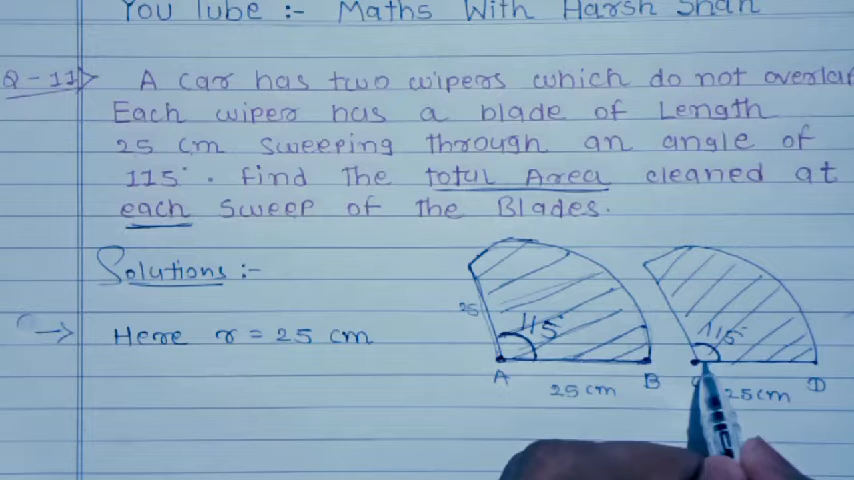 You Tube :- Maths With Harsh Shah
Q-11 A car has two wipers which do not overlap
Each wiper has a blade of Length
25 cm sweeping through an angle of
115°. Find The total Area cleaned at
each sweep of The Blades.
Solutions :-
Here r = 25 cm
25
115°
115°
A
25 cm
B
25 cm
D